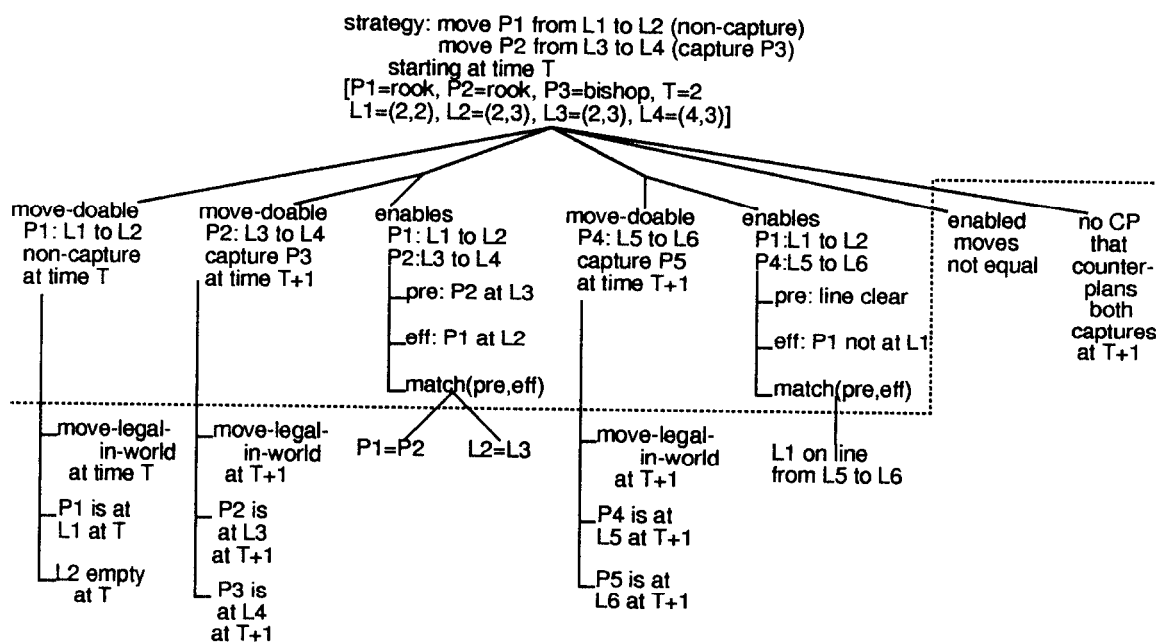 strategy: move P1 from L1 to L2 (non-capture)
move P2 from L3 to L4 (capture P3)
starting at time T
[P1=rook, P2=rook, P3=bishop, T=2
L1=(2,2), L2=(2,3), L3=(2,3), L4=(4,3)]
move-doable
P1: L1 to L2
non-capture
at time T
move-legal-
in-world
at time T
P1 is at
L1 at T
L2 empty
at T
move-doable
P2: L3 to L4
capture P3
at time T+1
move-legal-
in-world
at T+1
P2 is
at L3
at T+1
P3 is
at L4
at T+1
enables
P1: L1 to L2
P2:L3 to L4
pre: P2 at L3
eff: P1 at L2
match(pre,eff)
P1=P2
L2=L3
move-doable
P4: L5 to L6
capture P5
at time T+1
move-legal-
in-world
at T+1
P4 is at
L5 at T+1
P5 is at
L6 at T+1
enables
P1:L1 to L2
P4:L5 to L6
pre: line clear
eff: P1 not at L1
match(pre,eff)
L1 on line
from L5 to L6
enabled
moves
not equal
no CP
that
counter-
plans
both
captures
at T+1